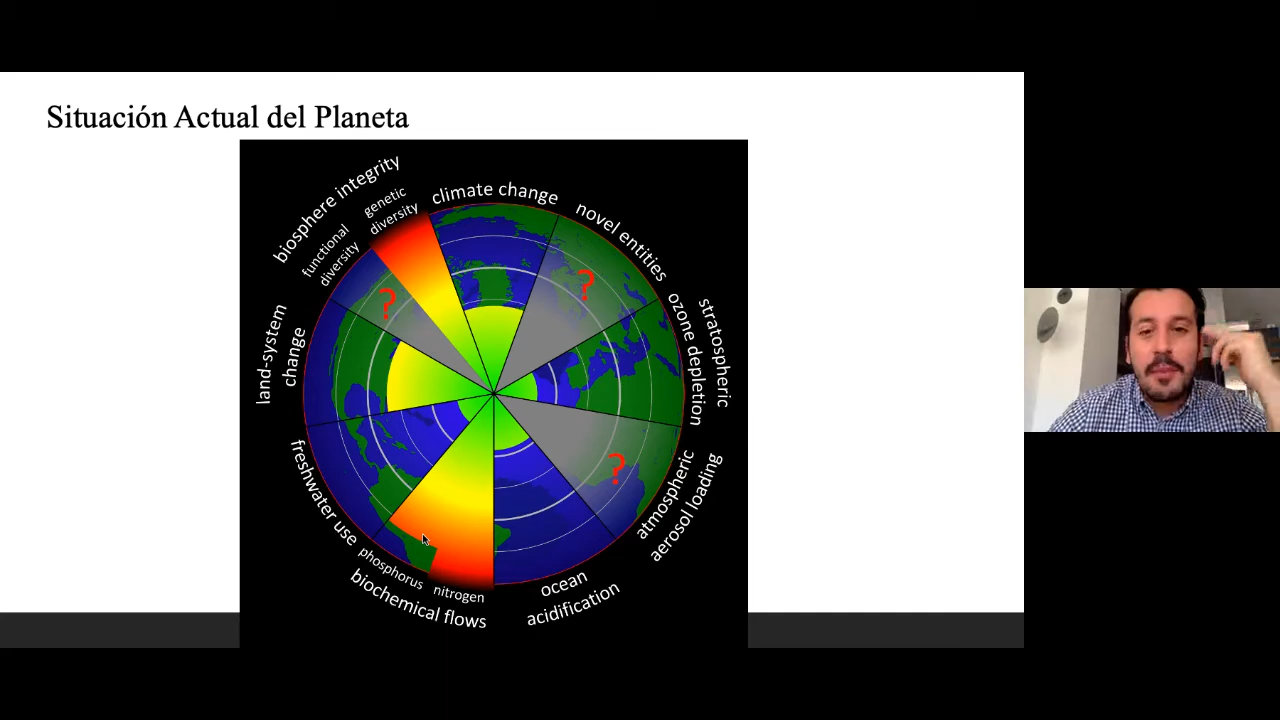 Situación Actual del Planeta
biosphere integrity
functional
diversity
genetic
diversity
climate change
novel entities
stratospheric
ozone depletion
atmospheric
aerosol loading
ocean
acidification
biochemical flows
phosphorus
nitrogen
freshwater use
land-system
change
?
?
?